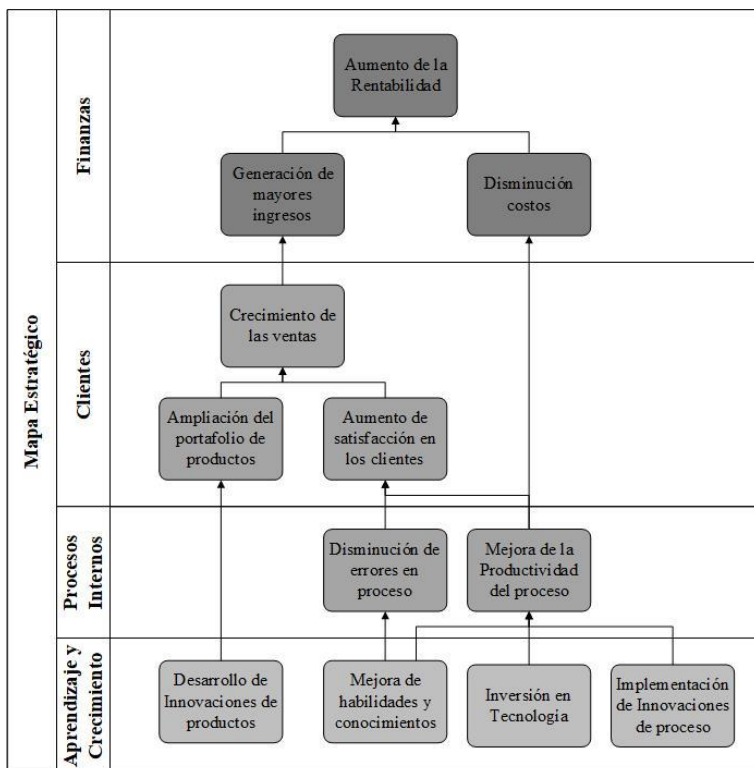 Mapa Estratégico
Finanzas
Aumento de la
Rentabilidad
Generación de
mayores
ingresos
Disminución
costos
Clientes
Crecimiento de
las ventas
Ampliación del
portafolio de
productos
Aumento de
satisfacción en
los clientes
Procesos
Internos
Disminución de
errores en
proceso
Mejora de la
Productividad
del proceso
Aprendizaje y
Crecimiento
Desarrollo de
Innovaciones de
productos
Mejora de
habilidades y
conocimientos
Inversión en
Tecnología
Implementación
de Innovaciones
de proceso